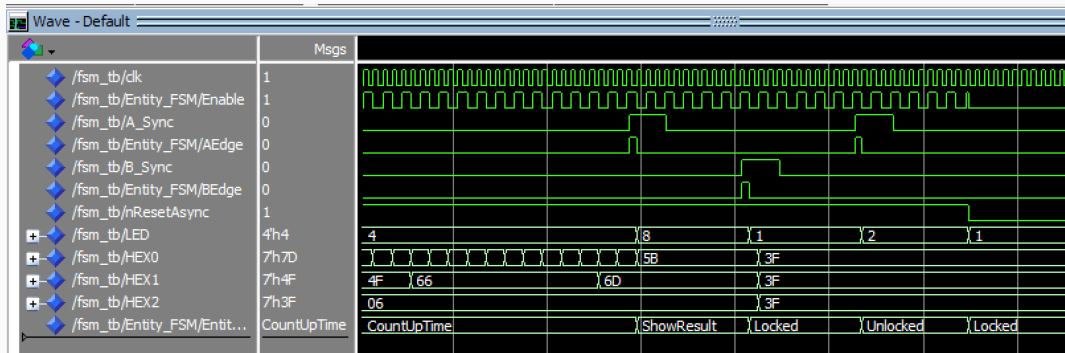 Wave - Default
Msgs
/fsm_tb/clk 1
/fsm_tb/Entity_FSM/Enable 1
/fsm_tb/A_Sync 0
/fsm_tb/Entity_FSM/AEdge 0
/fsm_tb/B_Sync 0
/fsm_tb/Entity_FSM/BEdge 0
/fsm_tb/nResetAsync 1
/fsm_tb/LED 4'h4 4 8 1 2 1
/fsm_tb/HEX0 7'h7D 5B 3F
/fsm_tb/HEX1 7'h4F 4F 66 6D 3F
/fsm_tb/HEX2 7'h3F 06 3F
/fsm_tb/Entity_FSM/Entit... CountUpTime CountUpTime ShowResult Locked Unlocked Locked